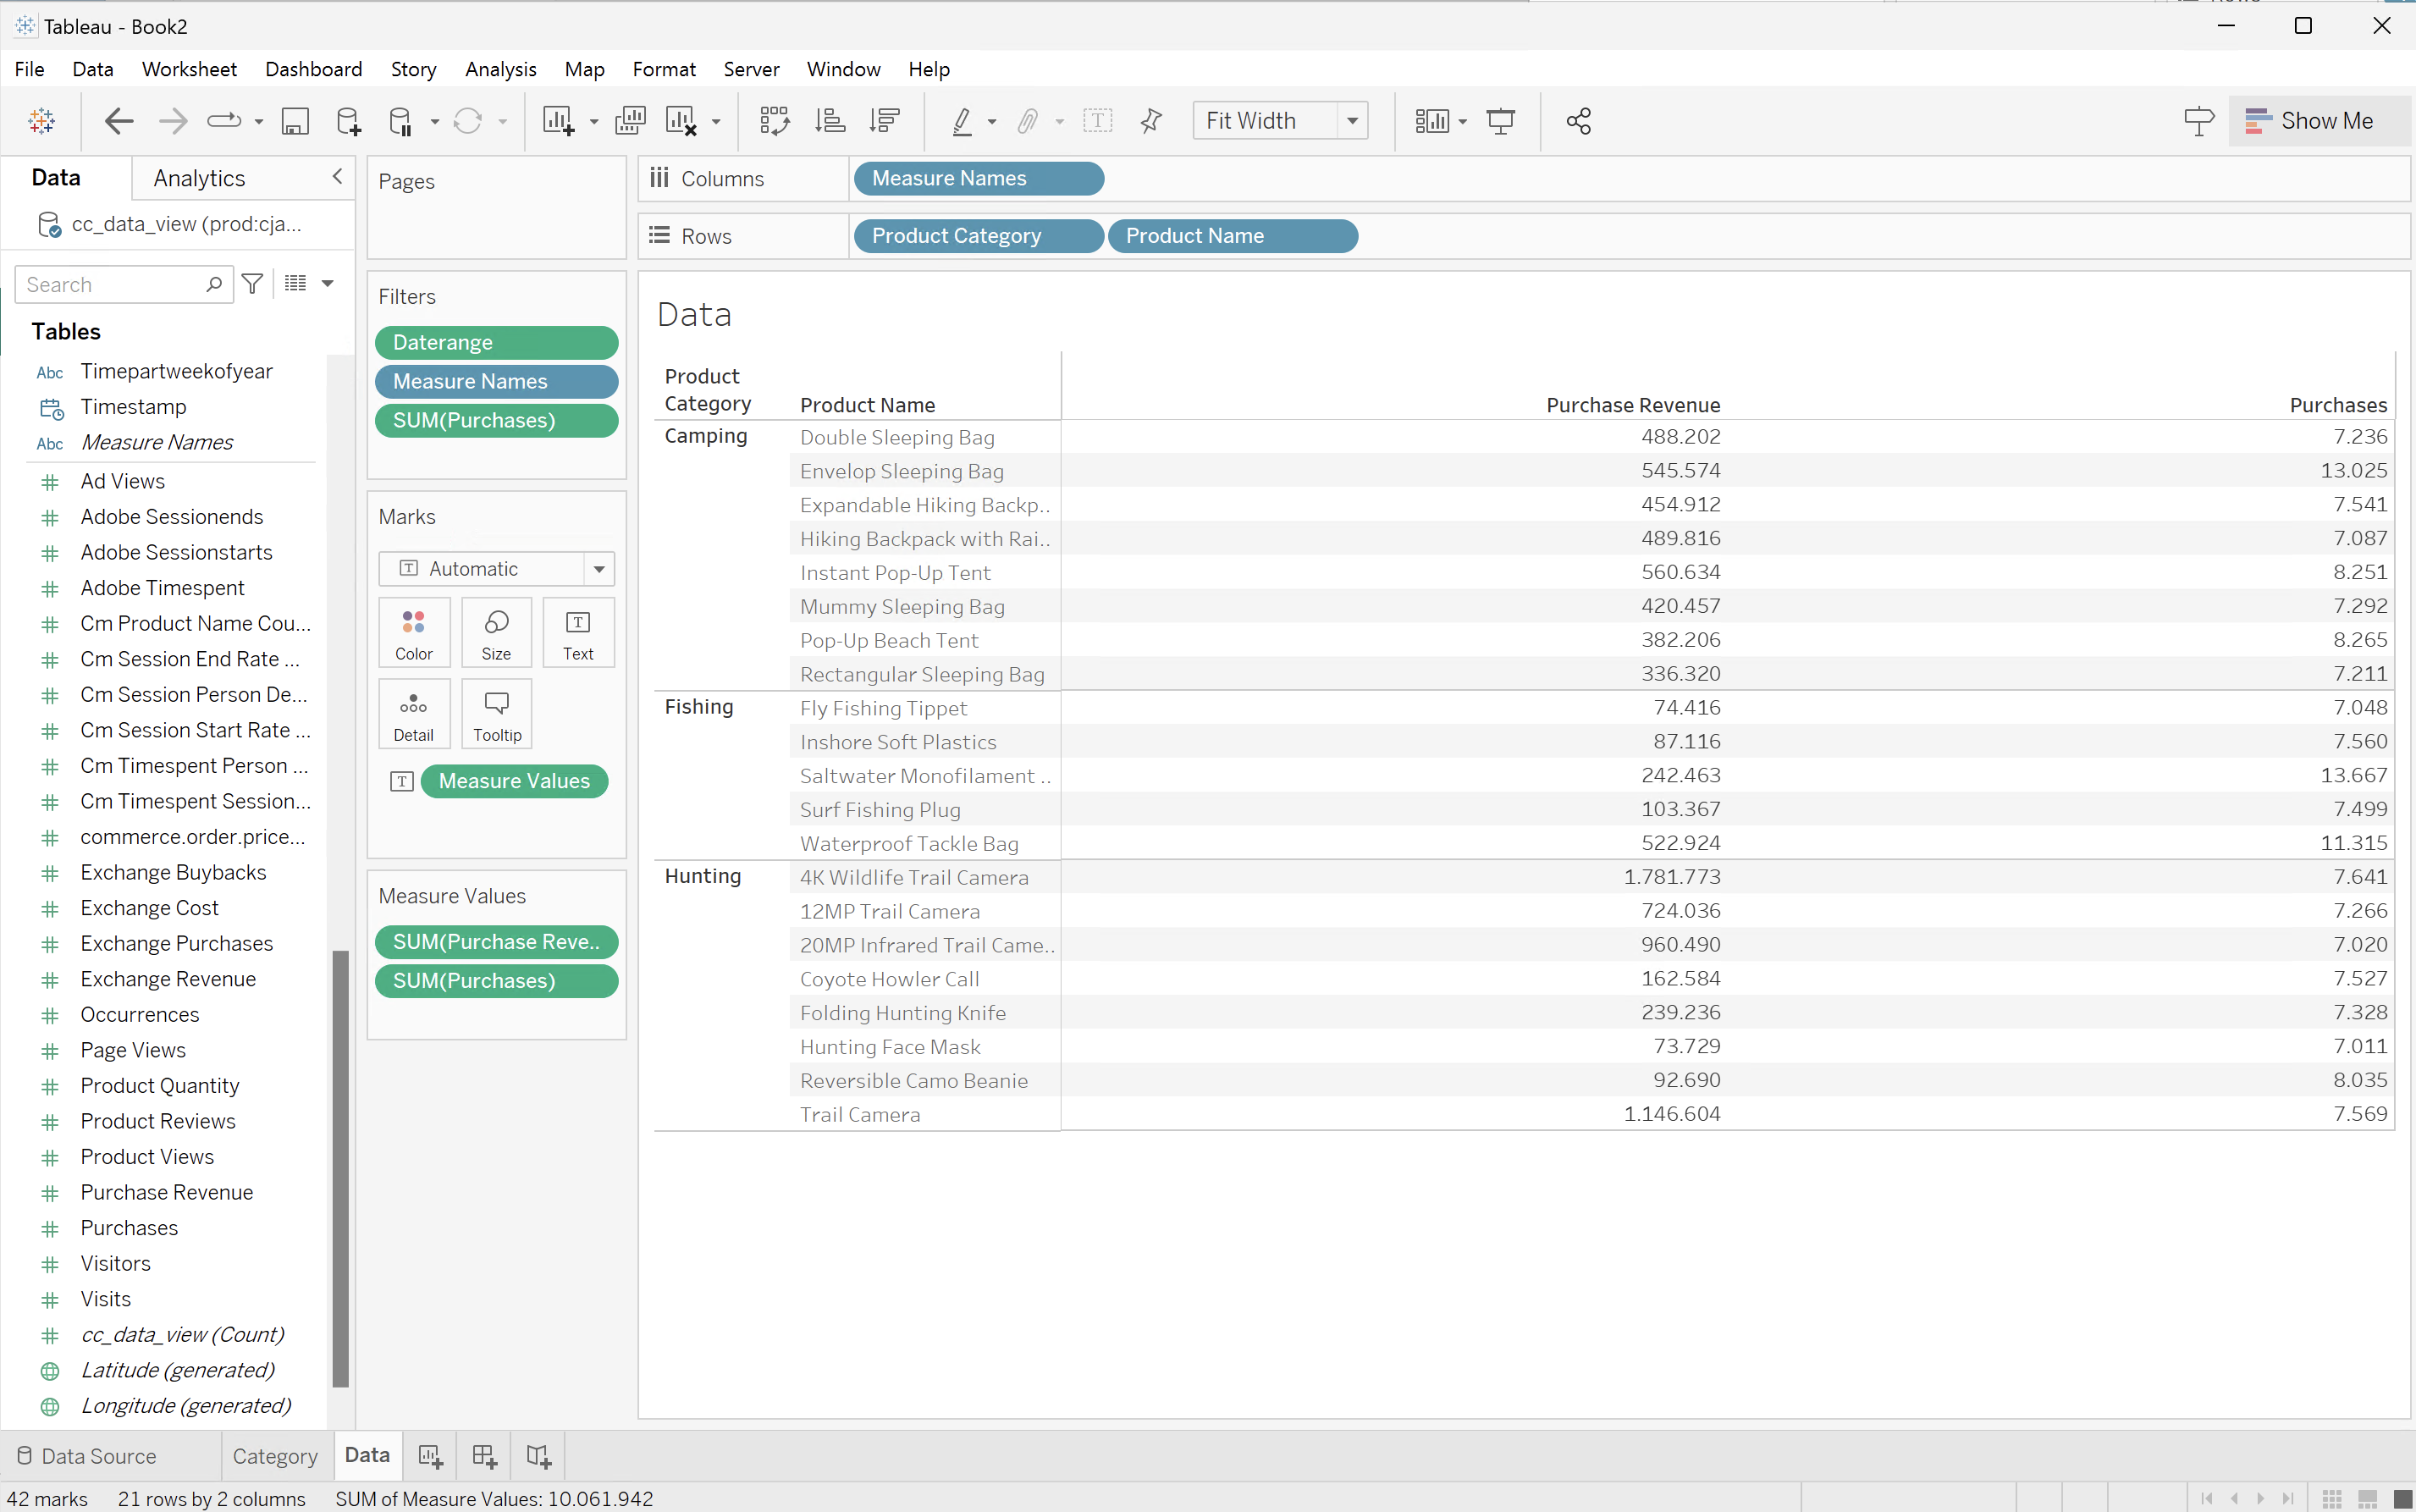 Tableau - Book2
File Data Worksheet Dashboard Story Analysis Map Format Server Window Help
Fit Width
Show Me
Data Analytics
cc_data_view (prod:cja...
Search
Tables
Abc Timepartweekofyear
Timestamp
Abc Measure Names
Ad Views
Adobe Sessionends
Adobe Sessionstarts
Adobe Timespent
Cm Product Name Cou...
Cm Session End Rate ...
Cm Session Person De...
Cm Session Start Rate ...
Cm Timespent Person ...
Cm Timespent Session...
commerce.order.price...
Exchange Buybacks
Exchange Cost
Exchange Purchases
Exchange Revenue
Occurrences
Page Views
Product Quantity
Product Reviews
Product Views
Purchase Revenue
Purchases
Visitors
Visits
cc_data_view (Count)
Latitude (generated)
Longitude (generated)
Pages
Filters
Daterange
Measure Names
SUM(Purchases)
Marks
Automatic
Color Size Text
Detail Tooltip
Measure Values
Measure Values
SUM(Purchase Reve..
SUM(Purchases)
Columns Measure Names
Rows Product Category Product Name
Data
Product
Category Product Name Purchase Revenue Purchases
Camping Double Sleeping Bag 488.202 7.236
Envelop Sleeping Bag 545.574 13.025
Expandable Hiking Backp.. 454.912 7.541
Hiking Backpack with Rai.. 489.816 7.087
Instant Pop-Up Tent 560.634 8.251
Mummy Sleeping Bag 420.457 7.292
Pop-Up Beach Tent 382.206 8.265
Rectangular Sleeping Bag 336.320 7.211
Fishing Fly Fishing Tippet 74.416 7.048
Inshore Soft Plastics 87.116 7.560
Saltwater Monofilament .. 242.463 13.667
Surf Fishing Plug 103.367 7.499
Waterproof Tackle Bag 522.924 11.315
Hunting 4K Wildlife Trail Camera 1.781.773 7.641
12MP Trail Camera 724.036 7.266
20MP Infrared Trail Came.. 960.490 7.020
Coyote Howler Call 162.584 7.527
Folding Hunting Knife 239.236 7.328
Hunting Face Mask 73.729 7.011
Reversible Camo Beanie 92.690 8.035
Trail Camera 1.146.604 7.569
Data Source Category Data
42 marks 21 rows by 2 columns SUM of Measure Values: 10.061.942